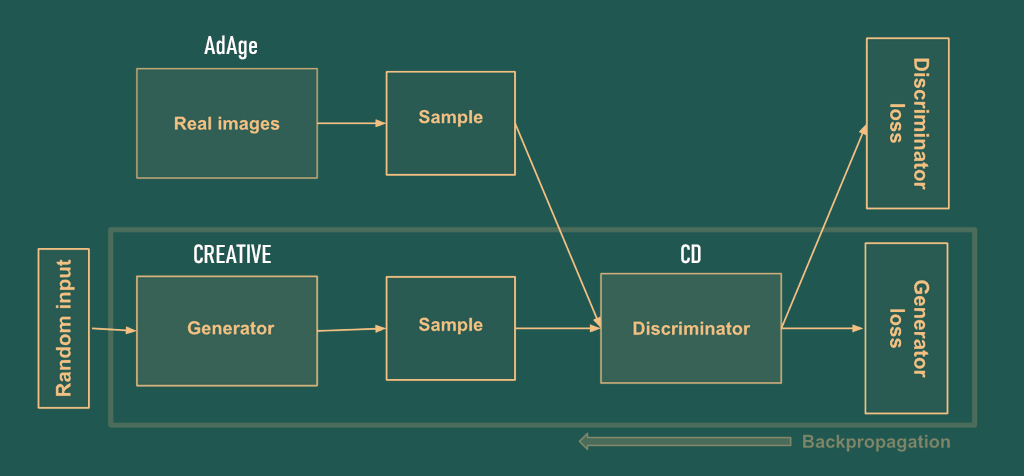 AdAge
Real images
Sample
Discriminator
loss
CREATIVE
CD
Random input
Generator
Sample
Discriminator
Generator
loss
Backpropagation